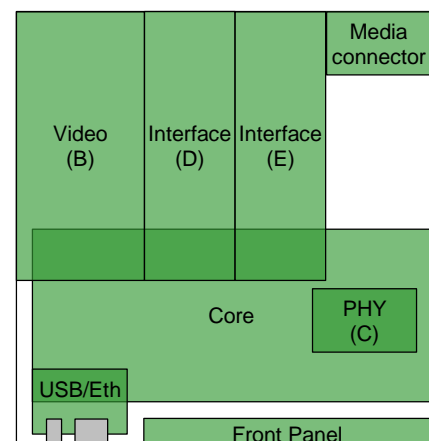 Media
connector
Video
(B)
Interface
(D)
Interface
(E)
Core
PHY
(C)
USB/Eth
Front Panel